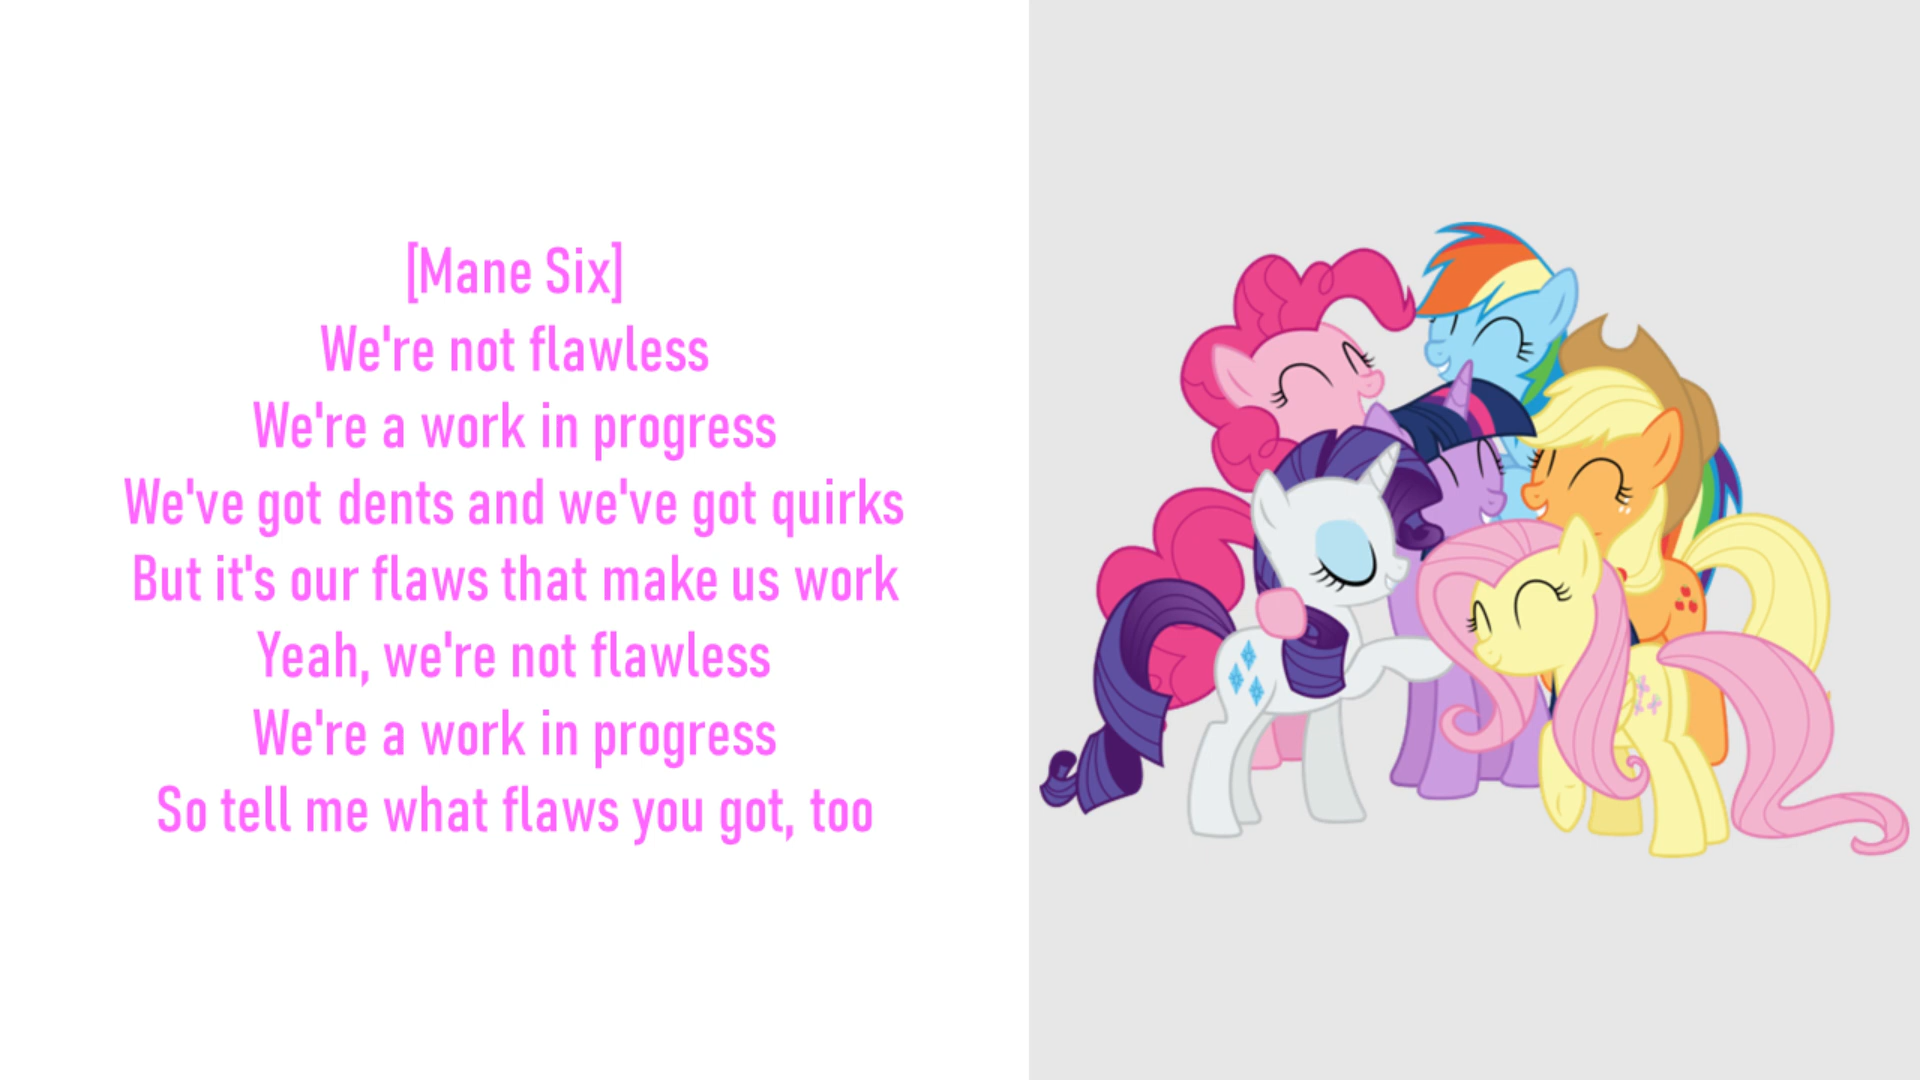 [Mane Six]
We're not flawless
We're a work in progress
We've got dents and we've got quirks
But it's our flaws that make us work
Yeah, we're not flawless
We're a work in progress
So tell me what flaws you got, too